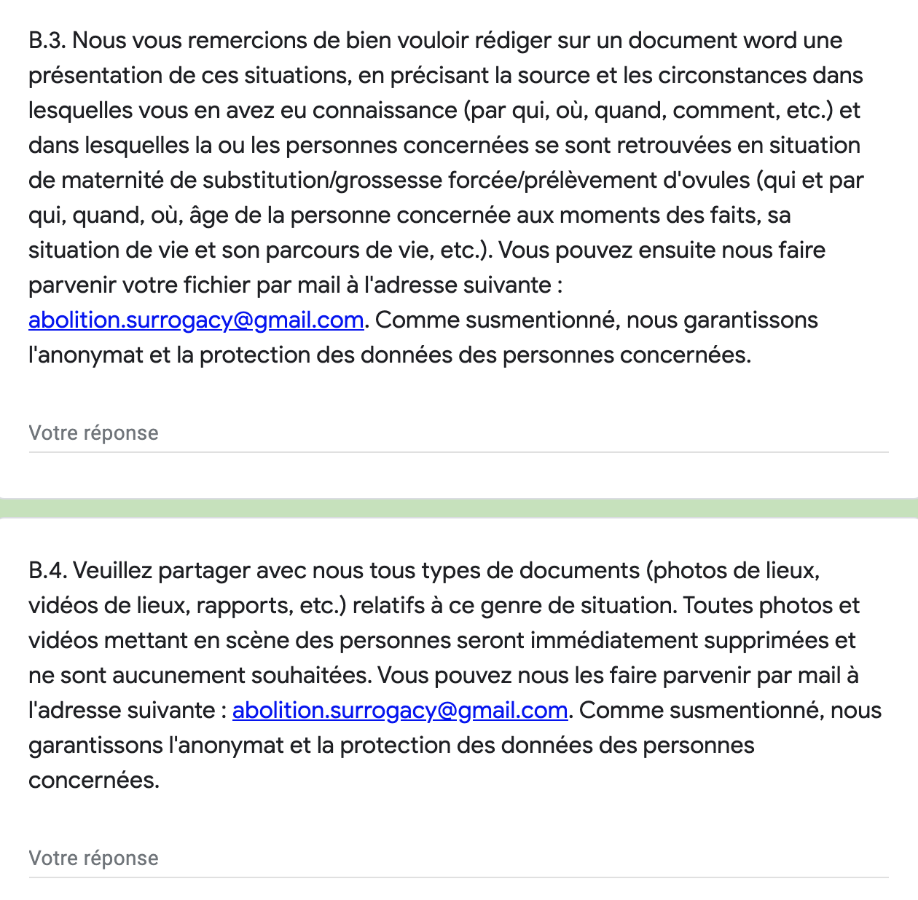 B.3. Nous vous remercions de bien vouloir rédiger sur un document word une
présentation de ces situations, en précisant la source et les circonstances dans
lesquelles vous en avez eu connaissance (par qui, où, quand, comment, etc.) et
dans lesquelles la ou les personnes concernées se sont retrouvées en situation
de maternité de substitution/grossesse forcée/prélèvement d'ovules (qui et par
qui, quand, où, âge de la personne concernée aux moments des faits, sa
situation de vie et son parcours de vie, etc.). Vous pouvez ensuite nous faire
parvenir votre fichier par mail à l'adresse suivante :
abolition.surrogacy@gmail.com. Comme susmentionné, nous garantissons
l'anonymat et la protection des données des personnes concernées.
Votre réponse
B.4. Veuillez partager avec nous tous types de documents (photos de lieux,
vidéos de lieux, rapports, etc.) relatifs à ce genre de situation. Toutes photos et
vidéos mettant en scène des personnes seront immédiatement supprimées et
ne sont aucunement souhaitées. Vous pouvez nous les faire parvenir par mail à
l'adresse suivante : abolition.surrogacy@gmail.com. Comme susmentionné, nous
garantissons l'anonymat et la protection des données des personnes
concernées.
Votre réponse